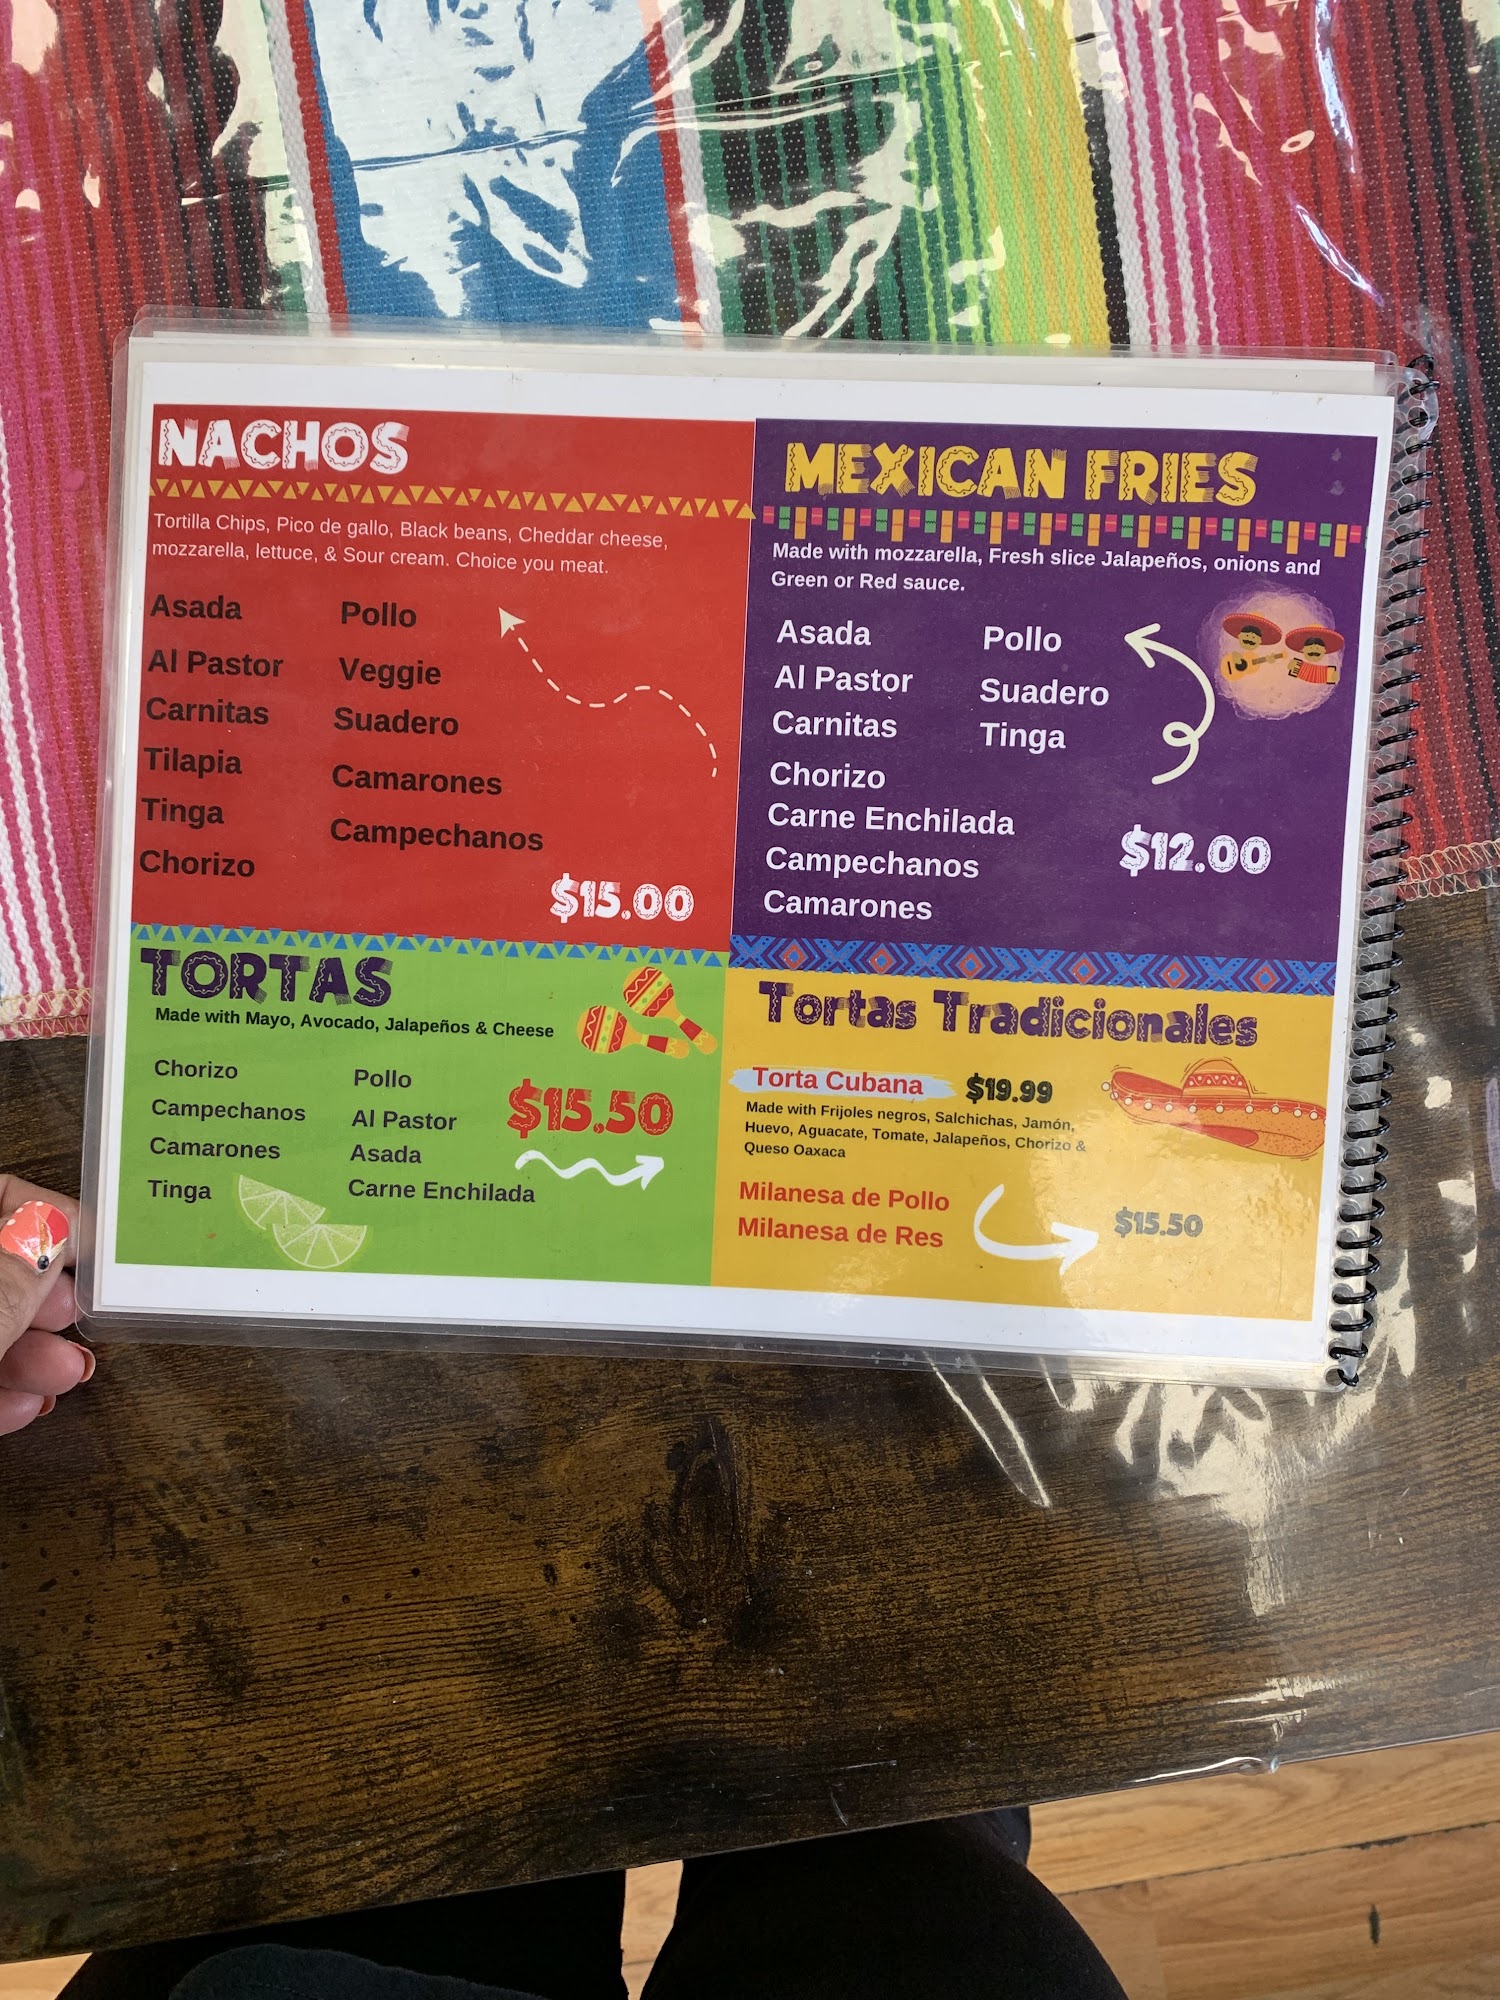 NACHOS
Tortilla Chips, Pico de gallo, Black beans, Cheddar cheese,
mozzarella, lettuce, & Sour cream. Choice you meat.
Asada
Al Pastor
Carnitas
Tilapia
Tinga
Chorizo
Pollo
Veggie
Suadero
Camarones
Campechanos
$15.00
MEXICAN FRIES
Made with mozzarella, Fresh slice Jalapeños, onions and
Green or Red sauce.
Asada
Al Pastor
Carnitas
Chorizo
Carne Enchilada
Campechanos
Camarones
Pollo
Suadero
Tinga
$12.00
TORTAS
Made with Mayo, Avocado, Jalapeños & Cheese
Chorizo
Campechanos
Camarones
Tinga
Pollo
Al Pastor
Asada
Carne Enchilada
$15.50
Tortas Tradicionales
Torta Cubana $19.99
Made with Frijoles negros, Salchichas, Jamón,
Huevo, Aguacate, Tomate, Jalapeños, Chorizo &
Queso Oaxaca
Milanesa de Pollo
Milanesa de Res
$15.50